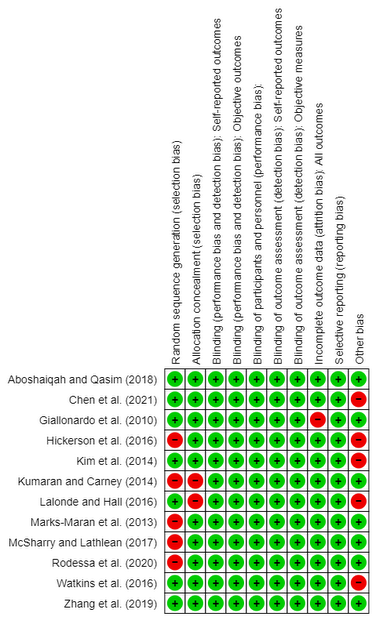 Random sequence generation (selection bias)
Allocation concealment (selection bias)
Blinding (performance bias and detection bias): Self-reported outcomes
Blinding (performance bias and detection bias): Objective outcomes
Blinding of participants and personnel (performance bias):
Blinding of outcome assessment (detection bias): Self-reported outcomes
Blinding of outcome assessment (detection bias): Objective measures
Incomplete outcome data (attrition bias): All outcomes
Selective reporting (reporting bias)
Other bias
Aboshaiqah and Qasim (2018) + + + + + + + + + +
Chen et al. (2021) + + + + + + + + + -
Giallonardo et al. (2010) + + + + + + + - + +
Hickerson et al. (2016) - + + + + + + + + -
Kim et al. (2014) + + + + + + + + + -
Kumaran and Carney (2014) - - + + + + + + + +
Lalonde and Hall (2016) + - + + + + + + + -
Marks-Maran et al. (2013) - + + + + + + + + +
McSharry and Lathlean (2017) - + + + + + + + + +
Rodessa et al. (2020) - + + + + + + + + +
Watkins et al. (2016) + + + + + + + + + -
Zhang et al. (2019) + + + + + + + + + +